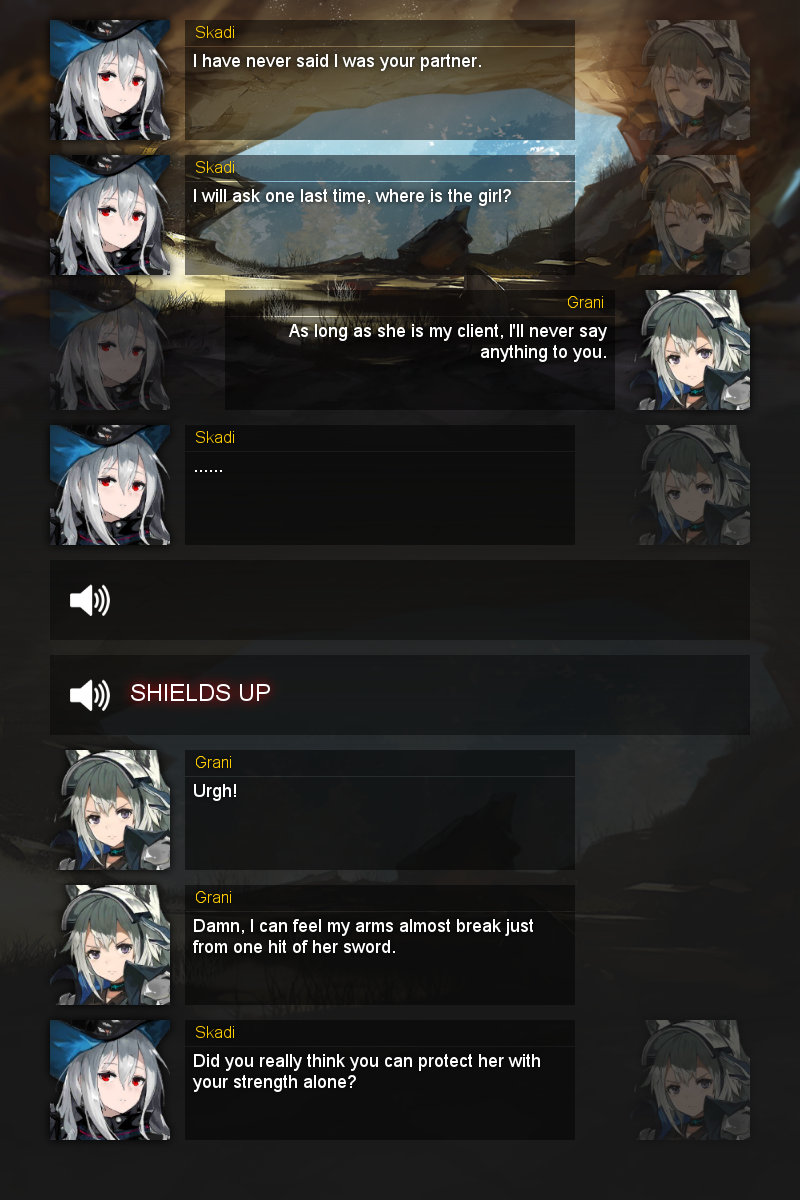 Skadi
I have never said I was your partner.
Skadi
I will ask one last time, where is the girl?
Grani
As long as she is my client, I'll never say
anything to you.
Skadi
......
SHIELDS UP
Grani
Urgh!
Grani
Damn, I can feel my arms almost break just
from one hit of her sword.
Skadi
Did you really think you can protect her with
your strength alone?